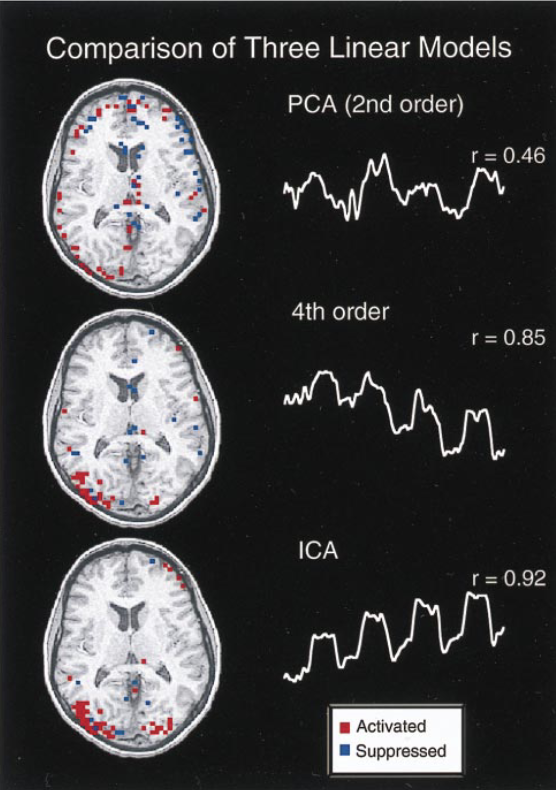 Comparison of Three Linear Models
PCA (2nd order)
r = 0.46
4th order
r = 0.85
ICA
r = 0.92
Activated
Suppressed